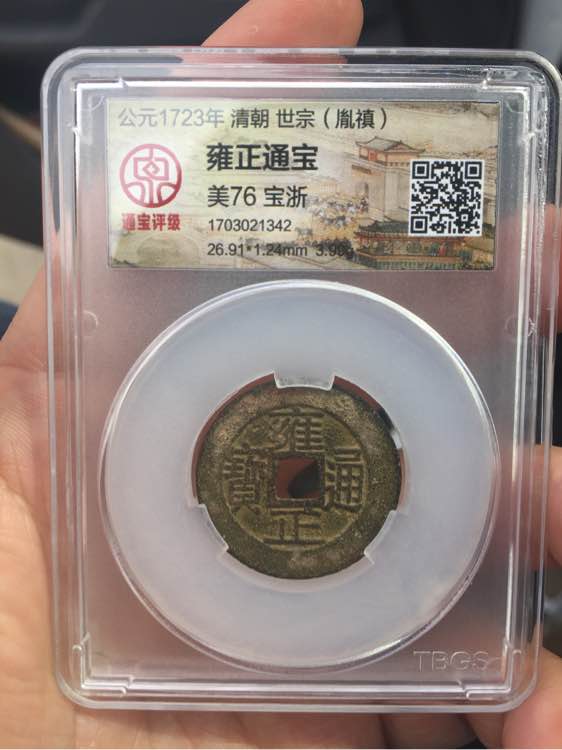 公元1723年 清朝 世宗（胤禛）
雍正通宝
美76 宝浙
通宝评级
1703021342
26.91*1.24mm
雍
寳 通
正
TBGS